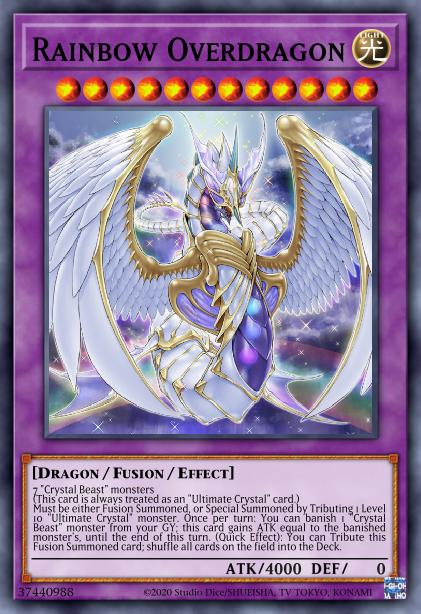 RAINBOW OVERDRAGON
LIGHT
光
[DRAGON / FUSION / EFFECT]
7 "Crystal Beast" monsters
(This card is always treated as an "Ultimate Crystal" card.)
Must be either Fusion Summoned, or Special Summoned by Tributing 1 Level
10 "Ultimate Crystal" monster. Once per turn: You can banish 1 "Crystal
Beast" monster from your GY; this card gains ATK equal to the banished
monster's, until the end of this turn. (Quick Effect): You can Tribute this
Fusion Summoned card; shuffle all cards on the field into the Deck.
ATK/4000 DEF/ 0
37440988
©2020 Studio Dice/SHUEISHA, TV TOKYO, KONAMI